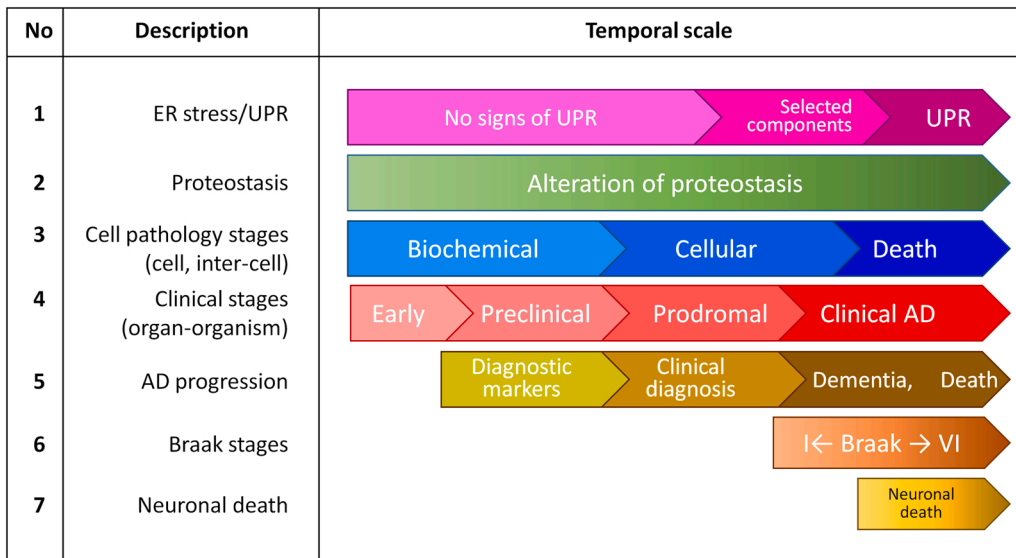 No Description Temporal scale
1 ER stress/UPR No signs of UPR Selected components UPR
2 Proteostasis Alteration of proteostasis
3 Cell pathology stages (cell, inter-cell) Biochemical Cellular Death
4 Clinical stages (organ-organism) Early Preclinical Prodromal Clinical AD
5 AD progression Diagnostic markers Clinical diagnosis Dementia, Death
6 Braak stages I← Braak → VI
7 Neuronal death Neuronal death